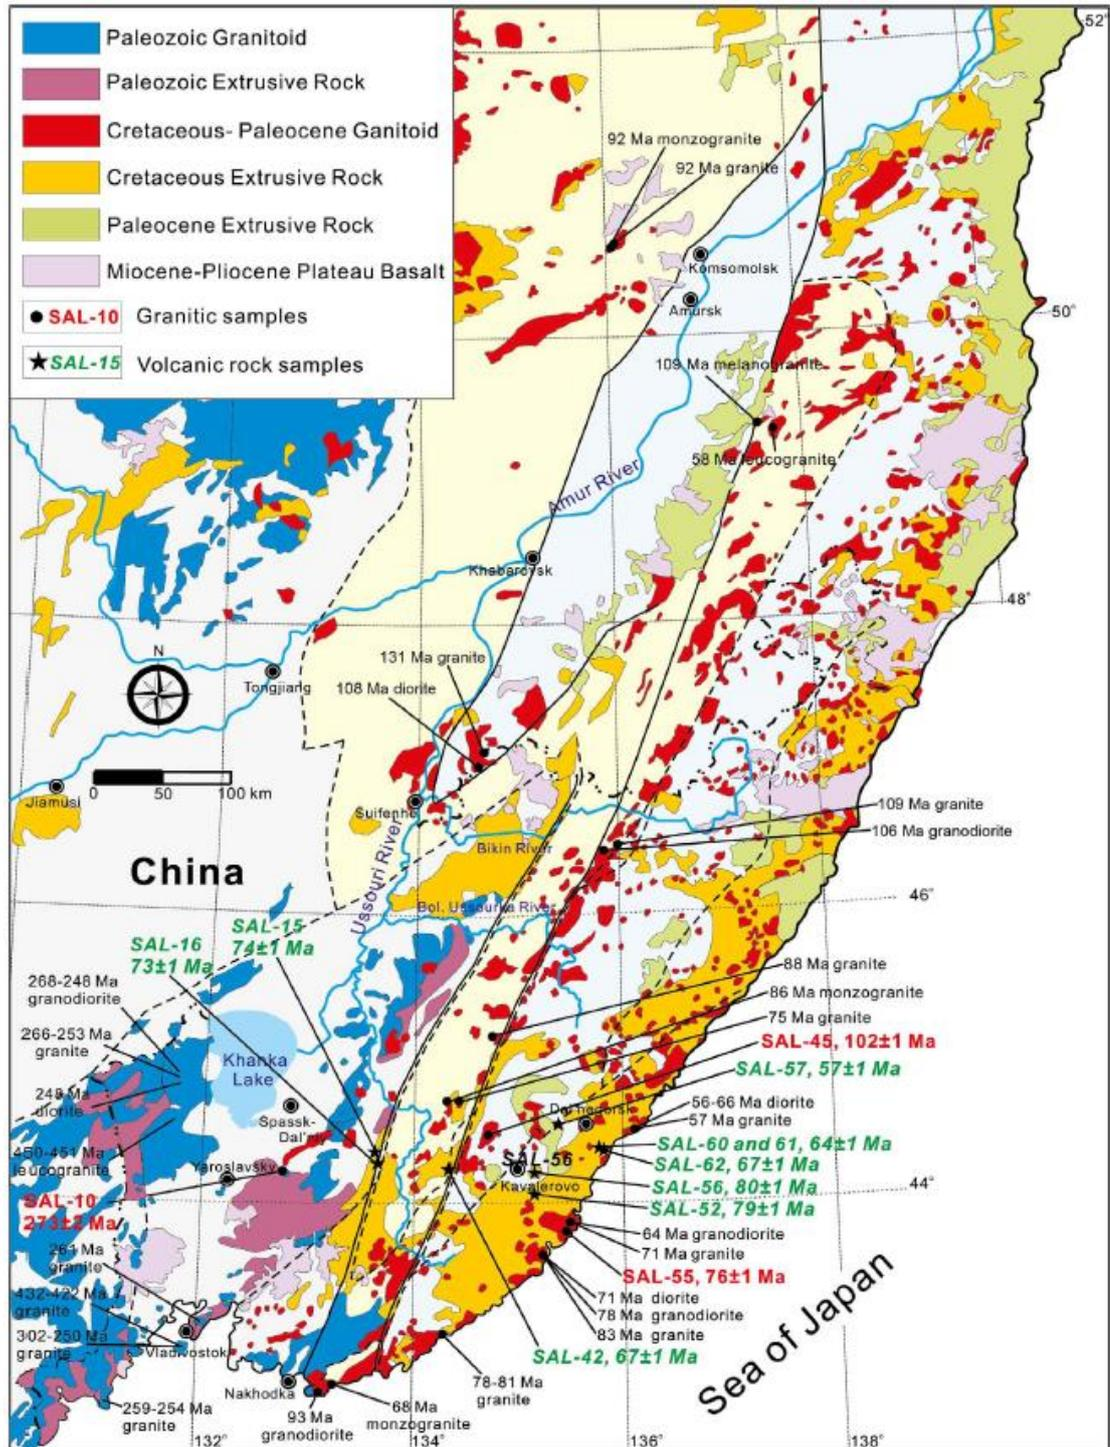 Paleozoic Granitoid
Paleozoic Extrusive Rock
Cretaceous- Paleocene Ganitoid
Cretaceous Extrusive Rock
Paleocene Extrusive Rock
Miocene-Pliocene Plateau Basalt
SAL-10 Granitic samples
SAL-15 Volcanic rock samples
52°
92 Ma monzogranite
92 Ma granite
Komsomolsk
Amursk
50°
109 Ma melanogranite
58 Ma leucogranite
Amur River
Khabarovsk
48°
N
Tongjiang
131 Ma granite
108 Ma diorite
0 50 100 km
Jiamusi
Suifenhe
109 Ma granite
106 Ma granodiorite
Bikin River
China
Ussouri River
46°
Bol. Ussourka River
SAL-15
74±1 Ma
SAL-16
73±1 Ma
268-248 Ma
granodiorite
266-253 Ma
granite
248 Ma
diorite
450-451 Ma
leucogranite
Khanka
Lake
Spassk-
Dal'niy
Yaroslavsky
SAL-10
273±2 Ma
88 Ma granite
86 Ma monzogranite
75 Ma granite
SAL-45, 102±1 Ma
SAL-57, 57±1 Ma
Dal'negorsk
56-66 Ma diorite
57 Ma granite
SAL-60 and 61, 64±1 Ma
SAL-62, 67±1 Ma
SAL-56
Kavalerovo
SAL-56, 80±1 Ma
44°
SAL-52, 79±1 Ma
64 Ma granodiorite
71 Ma granite
SAL-55, 76±1 Ma
71 Ma diorite
78 Ma granodiorite
83 Ma granite
SAL-42, 67±1 Ma
261 Ma
granite
432-422 Ma
granite
302-250 Ma
granite
Vladivostok
Nakhodka
259-254 Ma
granite
93 Ma
granodiorite
68 Ma
monzogranite
78-81 Ma
granite
Sea of Japan
132°
134°
136°
138°